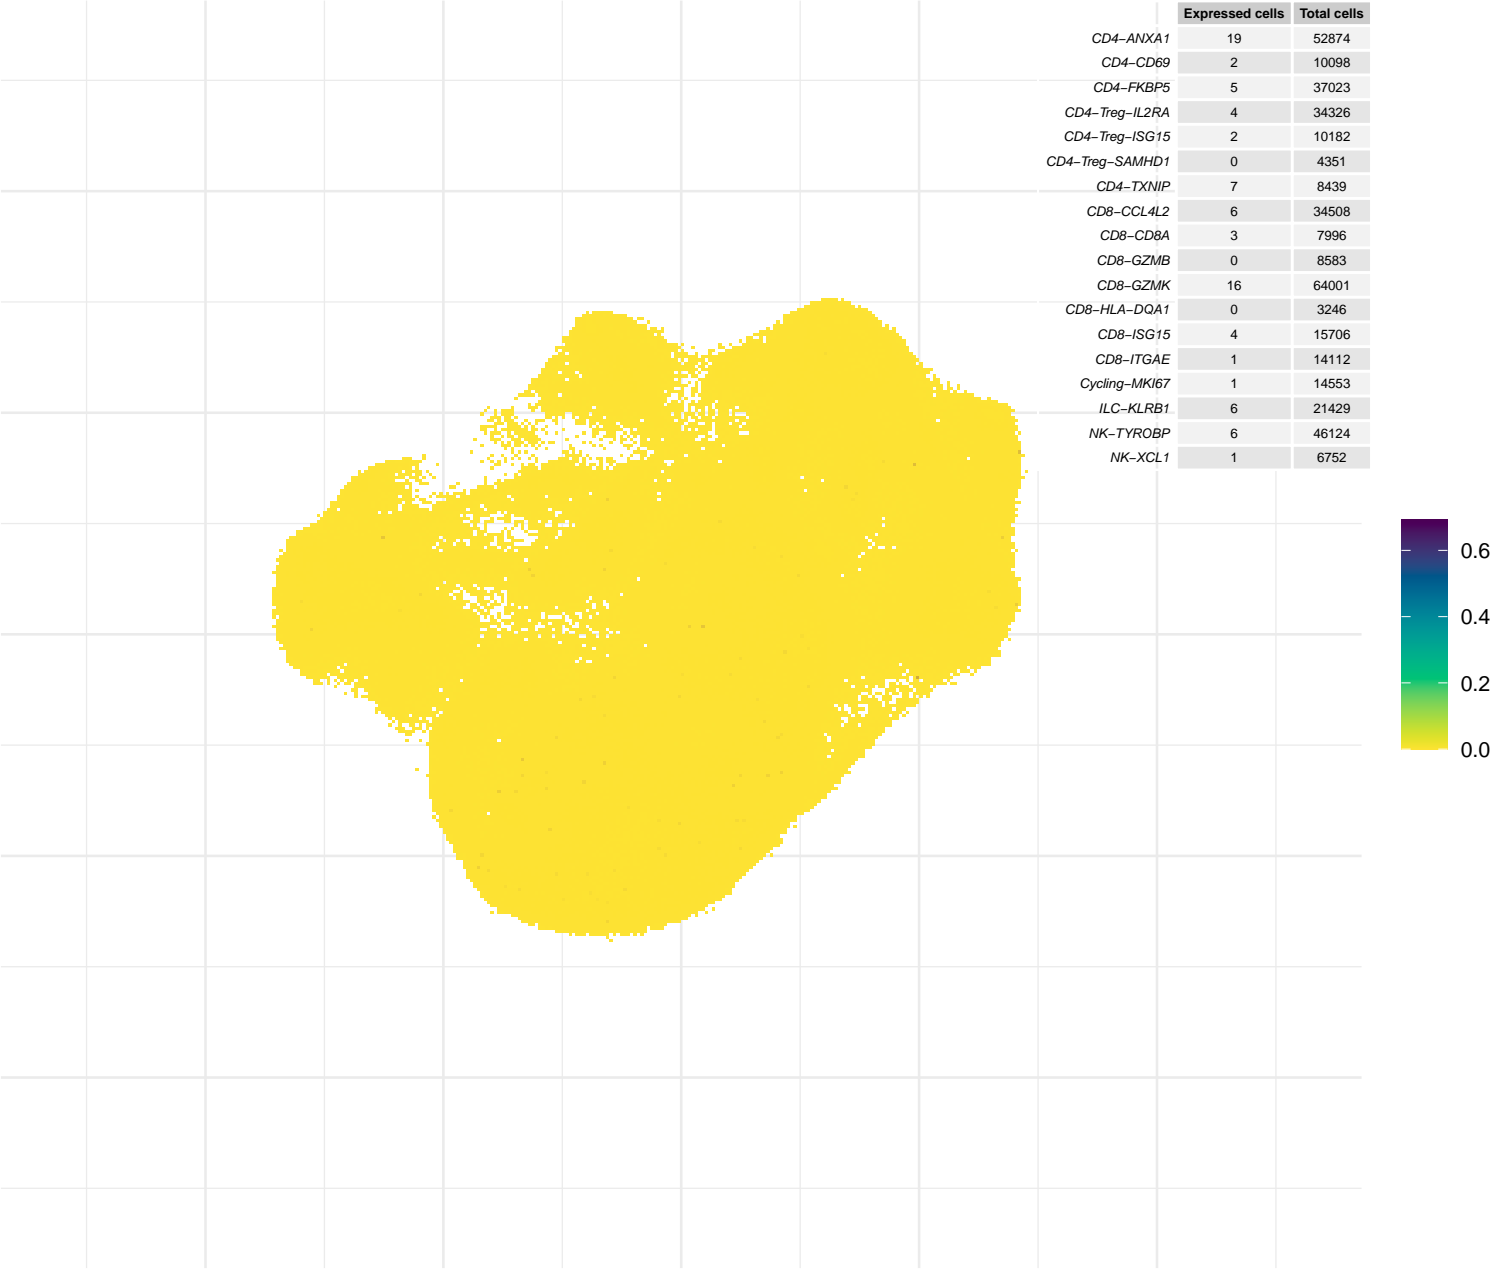 Expressed cells Total cells
CD4−ANXA1 19 52874
CD4−CD69 2 10098
CD4−FKBP5 5 37023
CD4−Treg−IL2RA 4 34326
CD4−Treg−ISG15 2 10182
CD4−Treg−SAMHD1 0 4351
CD4−TXNIP 7 8439
CD8−CCL4L2 6 34508
CD8−CD8A 3 7996
CD8−GZMB 0 8583
CD8−GZMK 16 64001
CD8−HLA−DQA1 0 3246
CD8−ISG15 4 15706
CD8−ITGAE 1 14112
Cycling−MKI67 1 14553
ILC−KLRB1 6 21429
NK−TYROBP 6 46124
NK−XCL1 1 6752
0.6
0.4
0.2
0.0